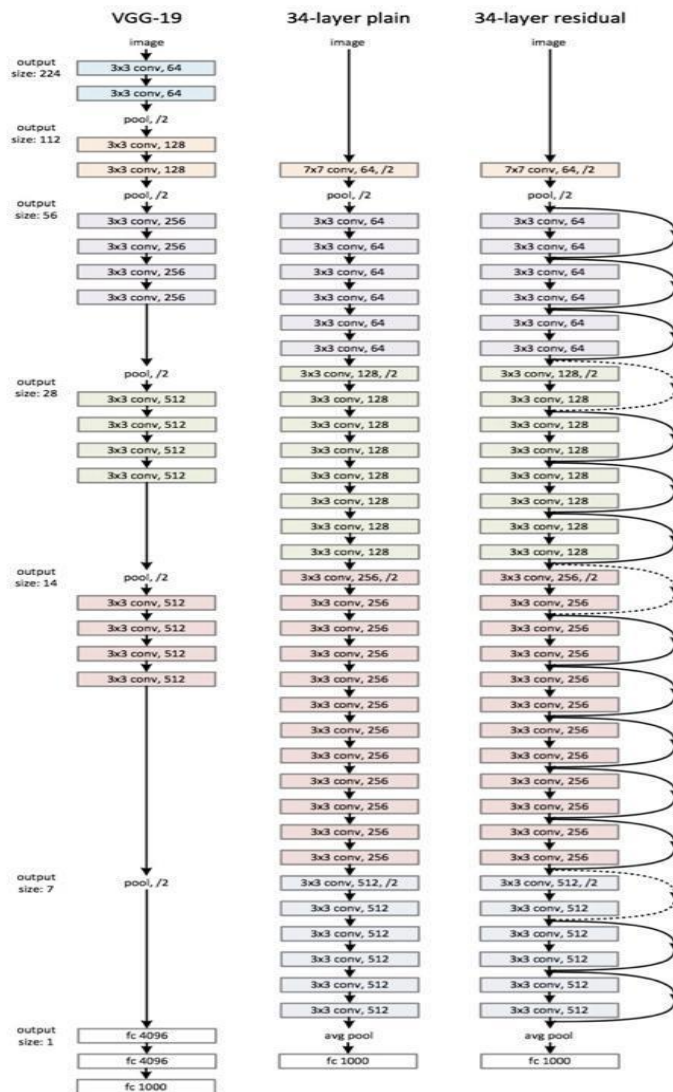 VGG-19
image
output
size: 224
3x3 conv, 64
3x3 conv, 64
pool, /2
output
size: 112
3x3 conv, 128
3x3 conv, 128
pool, /2
output
size: 56
3x3 conv, 256
3x3 conv, 256
3x3 conv, 256
3x3 conv, 256
pool, /2
output
size: 28
3x3 conv, 512
3x3 conv, 512
3x3 conv, 512
3x3 conv, 512
pool, /2
output
size: 14
3x3 conv, 512
3x3 conv, 512
3x3 conv, 512
3x3 conv, 512
output
size: 7
pool, /2
output
size: 1
fc 4096
fc 4096
fc 1000
34-layer plain
image
7x7 conv, 64, /2
pool, /2
3x3 conv, 64
3x3 conv, 64
3x3 conv, 64
3x3 conv, 64
3x3 conv, 64
3x3 conv, 64
3x3 conv, 128, /2
3x3 conv, 128
3x3 conv, 128
3x3 conv, 128
3x3 conv, 128
3x3 conv, 128
3x3 conv, 128
3x3 conv, 128
3x3 conv, 256, /2
3x3 conv, 256
3x3 conv, 256
3x3 conv, 256
3x3 conv, 256
3x3 conv, 256
3x3 conv, 256
3x3 conv, 256
3x3 conv, 256
3x3 conv, 256
3x3 conv, 256
3x3 conv, 256
3x3 conv, 512, /2
3x3 conv, 512
3x3 conv, 512
3x3 conv, 512
3x3 conv, 512
3x3 conv, 512
avg pool
fc 1000
34-layer residual
image
7x7 conv, 64, /2
pool, /2
3x3 conv, 64
3x3 conv, 64
3x3 conv, 64
3x3 conv, 64
3x3 conv, 64
3x3 conv, 64
3x3 conv, 128, /2
3x3 conv, 128
3x3 conv, 128
3x3 conv, 128
3x3 conv, 128
3x3 conv, 128
3x3 conv, 128
3x3 conv, 128
3x3 conv, 256, /2
3x3 conv, 256
3x3 conv, 256
3x3 conv, 256
3x3 conv, 256
3x3 conv, 256
3x3 conv, 256
3x3 conv, 256
3x3 conv, 256
3x3 conv, 256
3x3 conv, 256
3x3 conv, 256
3x3 conv, 512, /2
3x3 conv, 512
3x3 conv, 512
3x3 conv, 512
3x3 conv, 512
3x3 conv, 512
avg pool
fc 1000